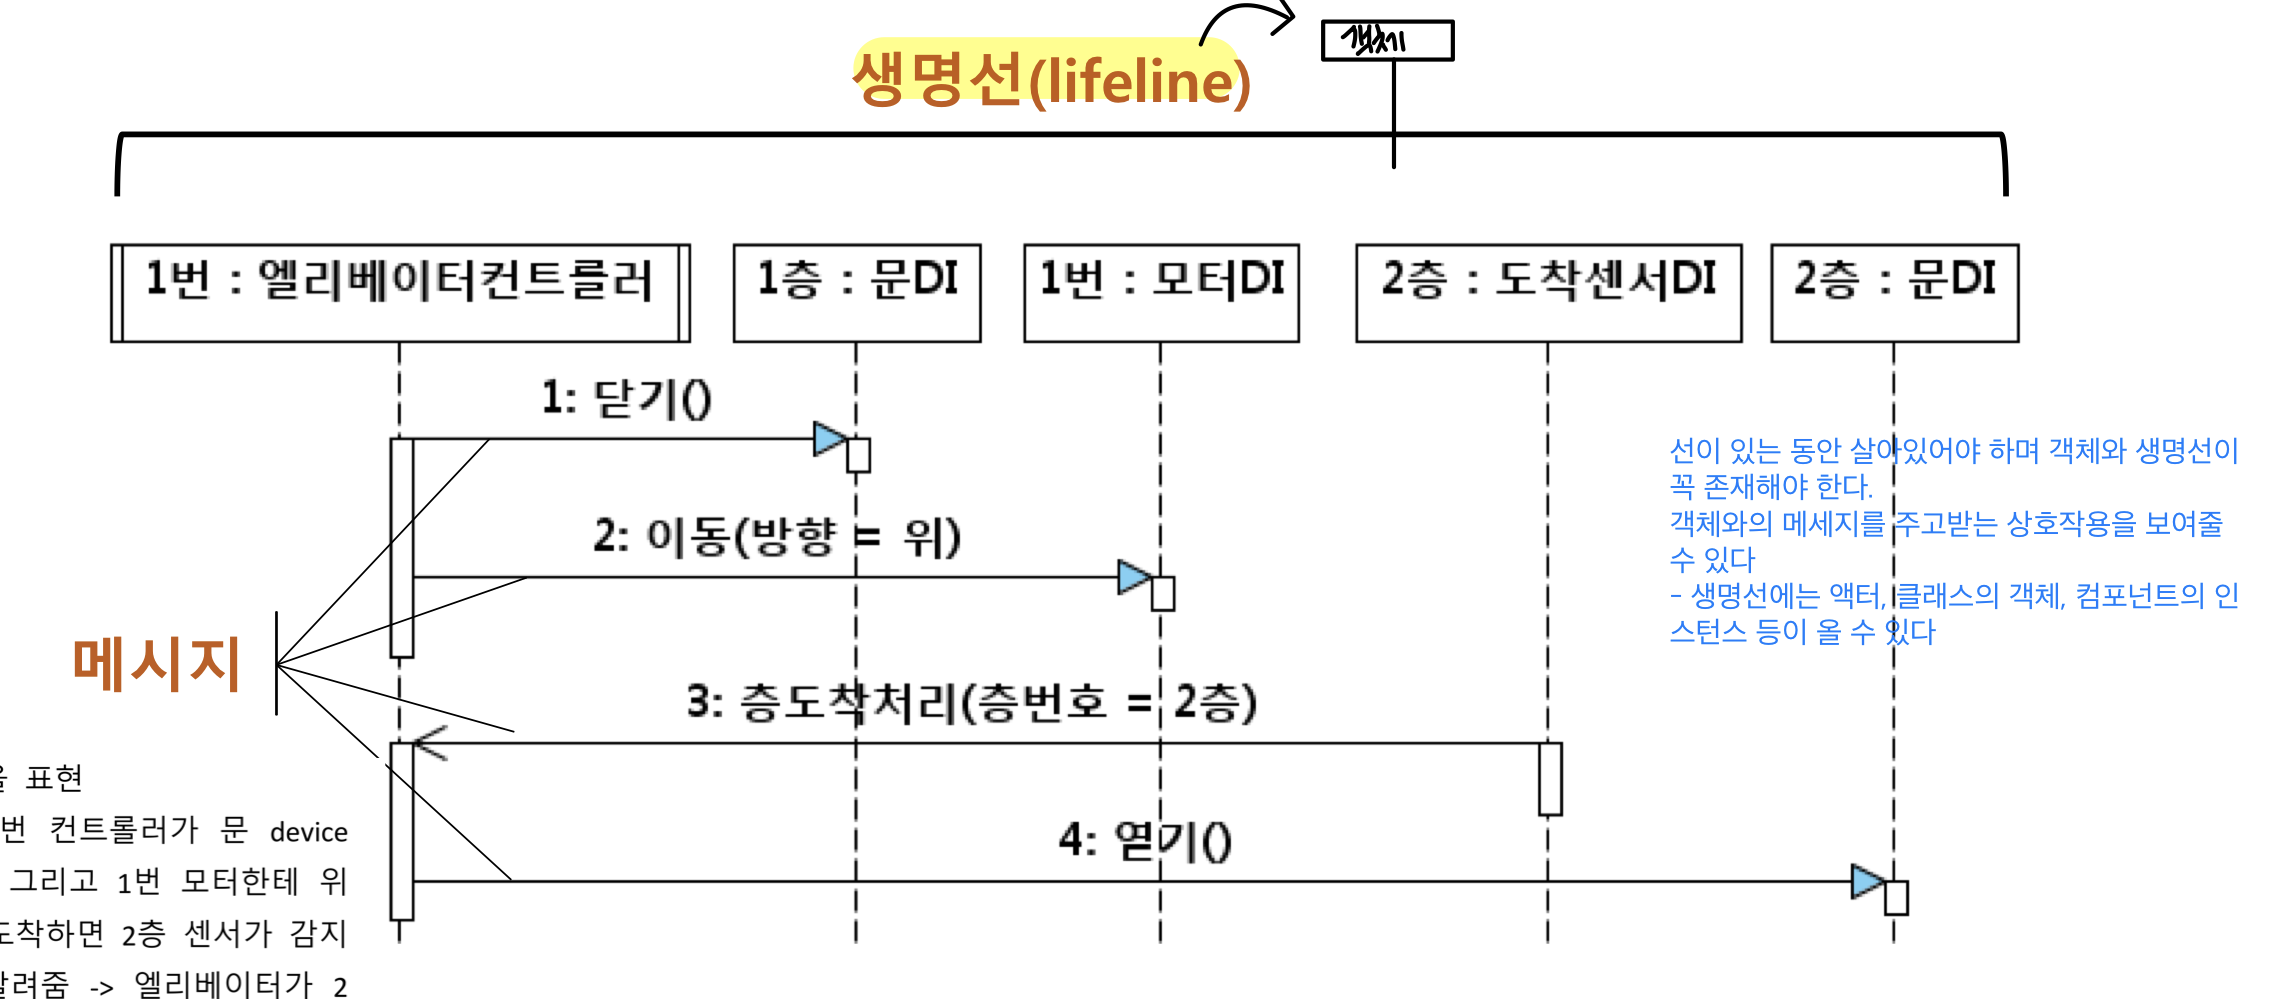 객체
생명선(lifeline)
1번 : 엘리베이터컨트롤러
1층 : 문DI
1번 : 모터DI
2층 : 도착센서DI
2층 : 문DI
1: 닫기()
선이 있는 동안 살아있어야 하며 객체와 생명선이
꼭 존재해야 한다.
객체와의 메세지를 주고받는 상호작용을 보여줄
수 있다
- 생명선에는 액터, 클래스의 객체, 컴포넌트의 인
스턴스 등이 올 수 있다
2: 이동(방향 = 위)
메시지
3: 층도착처리(층번호 = 2층)
4: 열기()
표현
번 컨트롤러가 문 device
그리고 1번 모터한테 위
도착하면 2층 센서가 감지
알려줌 -> 엘리베이터가 2